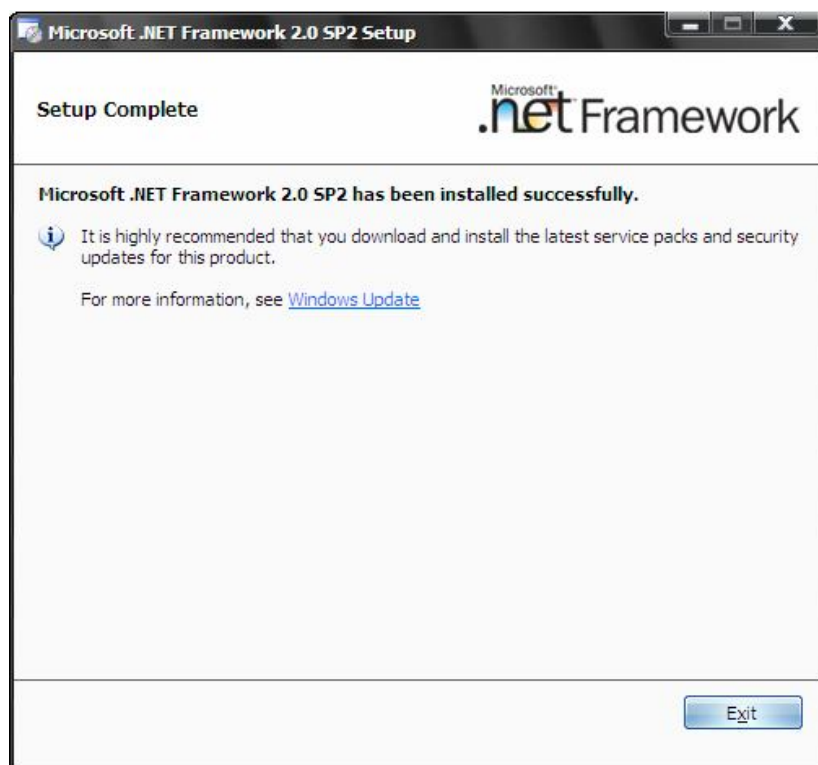 Microsoft .NET Framework 2.0 SP2 Setup
Setup Complete
Microsoft
.net Framework
Microsoft .NET Framework 2.0 SP2 has been installed successfully.
It is highly recommended that you download and install the latest service packs and security
updates for this product.
For more information, see Windows Update
Exit